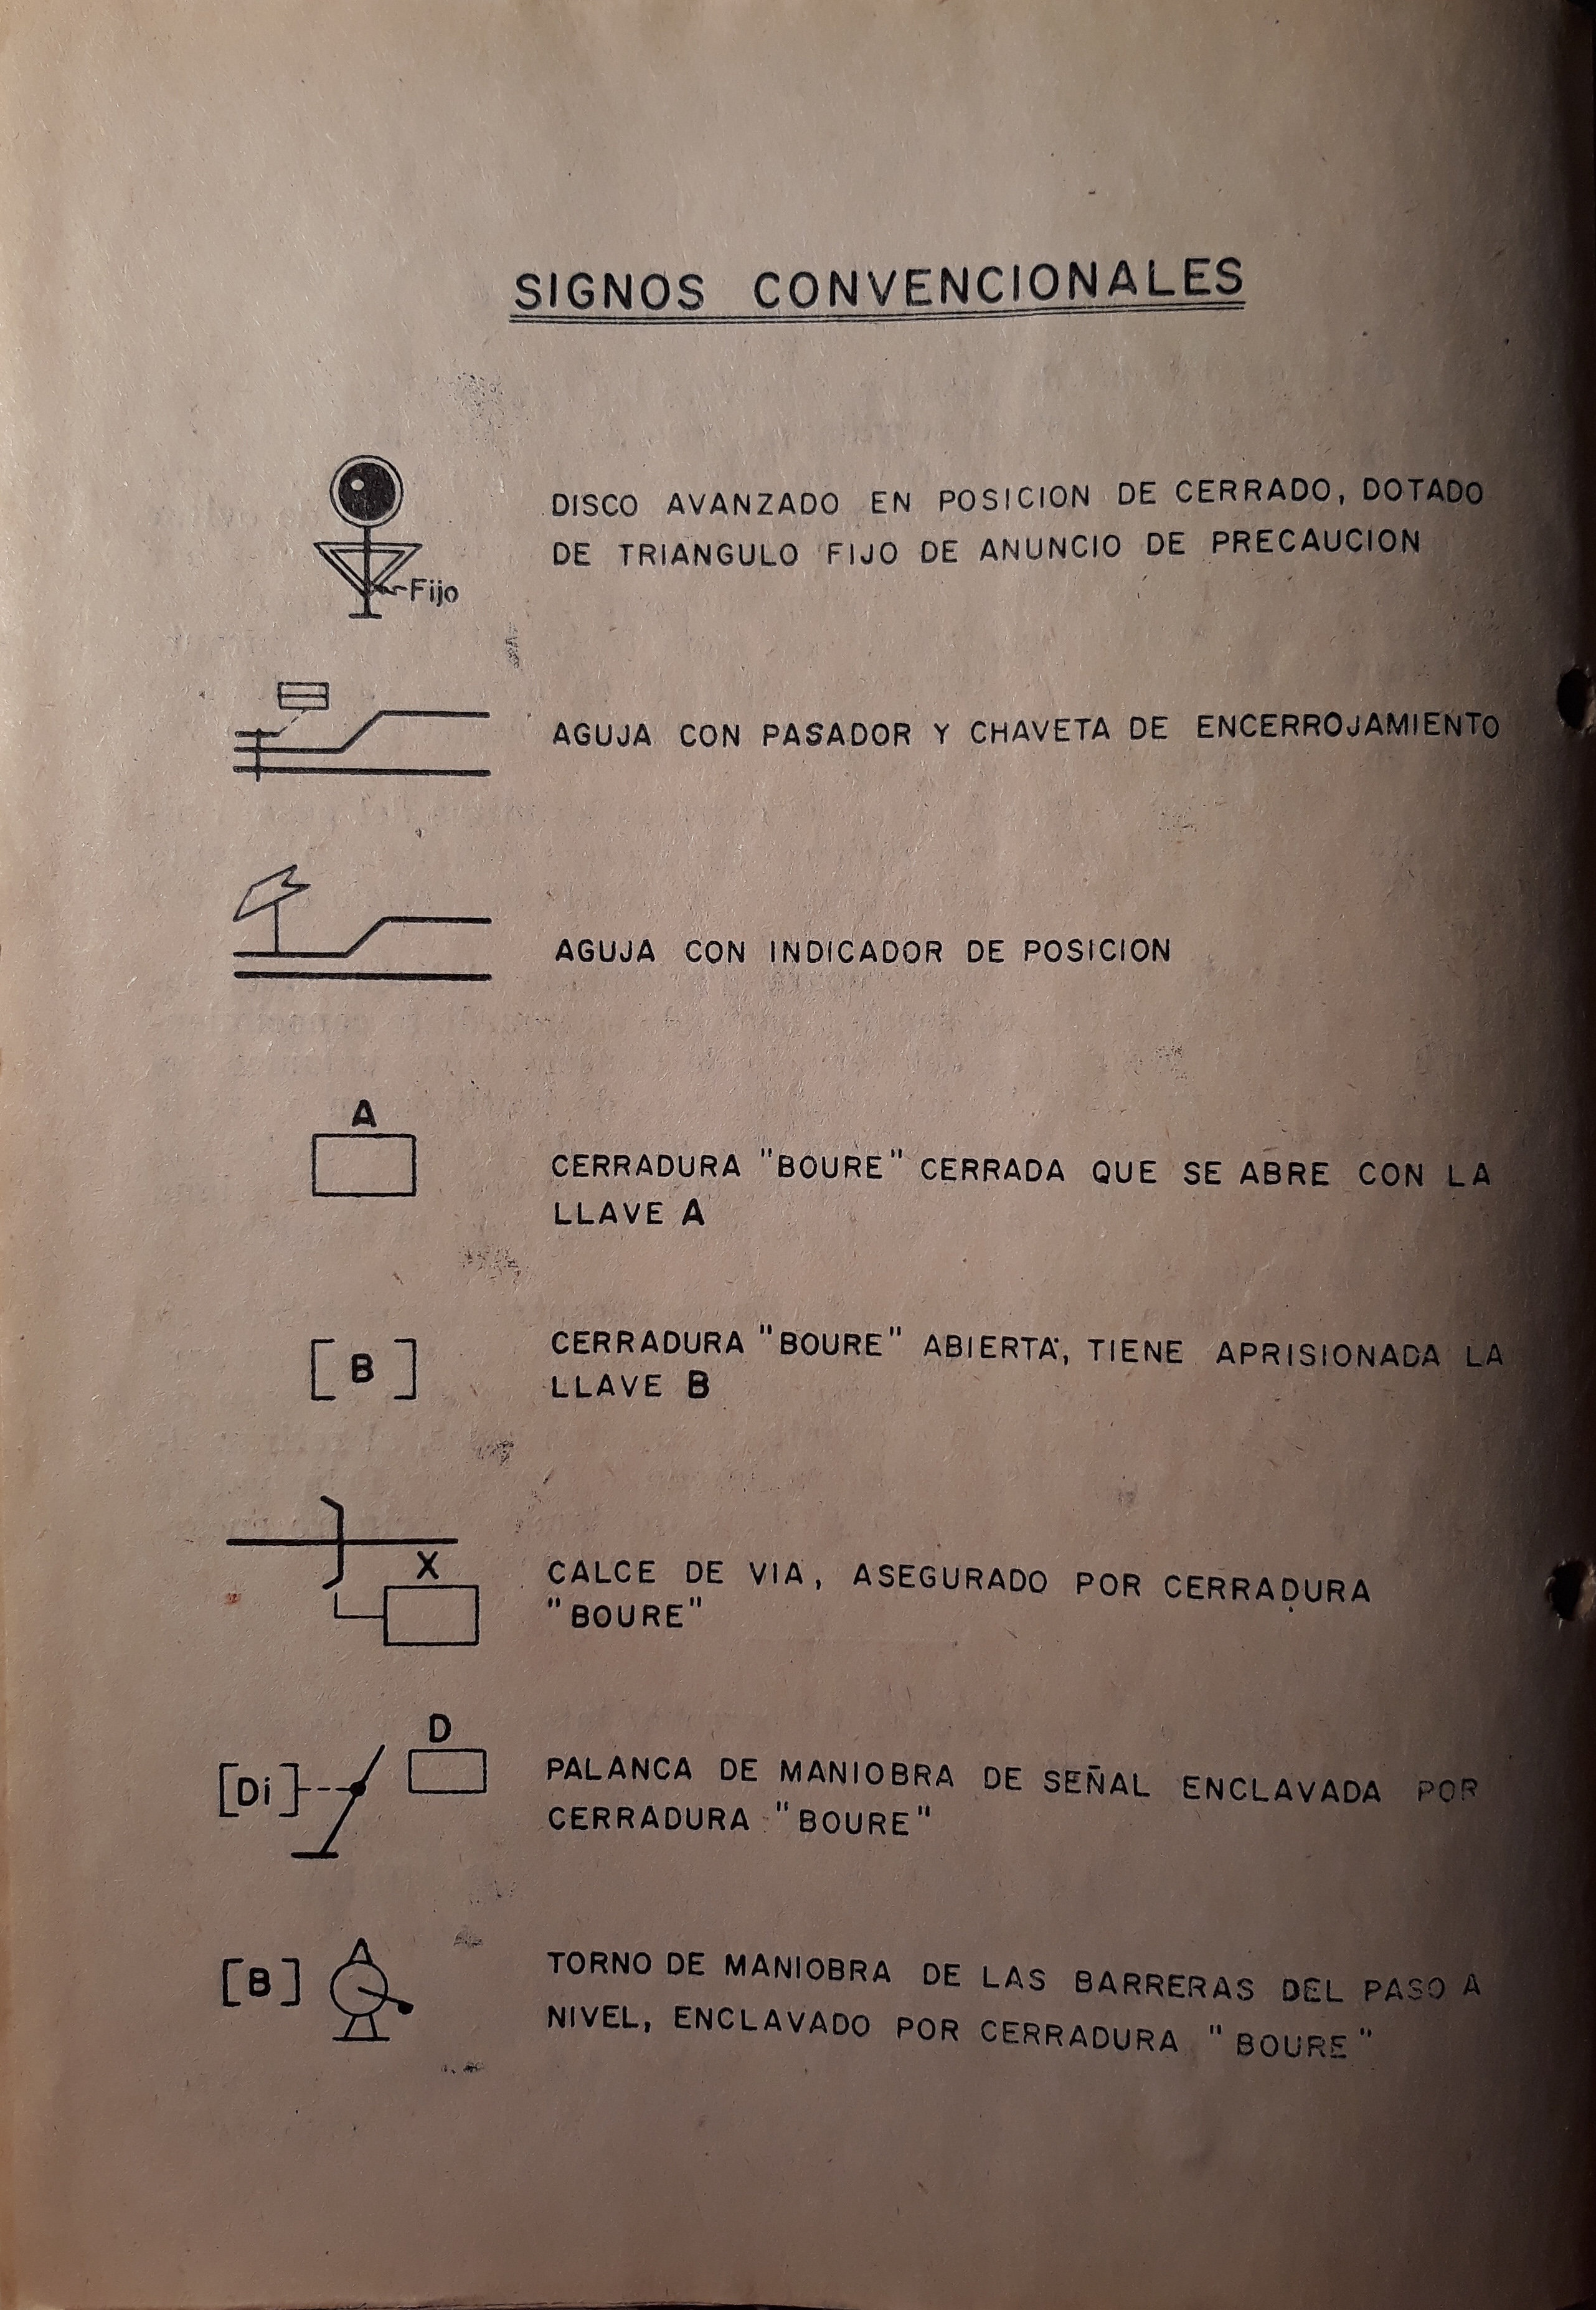 SIGNOS CONVENCIONALES
DISCO AVANZADO EN POSICION DE CERRADO, DOTADO
DE TRIANGULO FIJO DE ANUNCIO DE PRECAUCION
Fijo
AGUJA CON PASADOR Y CHAVETA DE ENCERROJAMIENTO
AGUJA CON INDICADOR DE POSICION
A
CERRADURA "BOURE" CERRADA QUE SE ABRE CON LA
LLAVE A
[B]
CERRADURA "BOURE" ABIERTA, TIENE APRISIONADA LA
LLAVE B
X
CALCE DE VIA, ASEGURADO POR CERRADURA
"BOURE"
D
[Di]
PALANCA DE MANIOBRA DE SEÑAL ENCLAVADA POR
CERRADURA "BOURE"
[B]
TORNO DE MANIOBRA DE LAS BARRERAS DEL PASO A
NIVEL, ENCLAVADO POR CERRADURA "BOURE"